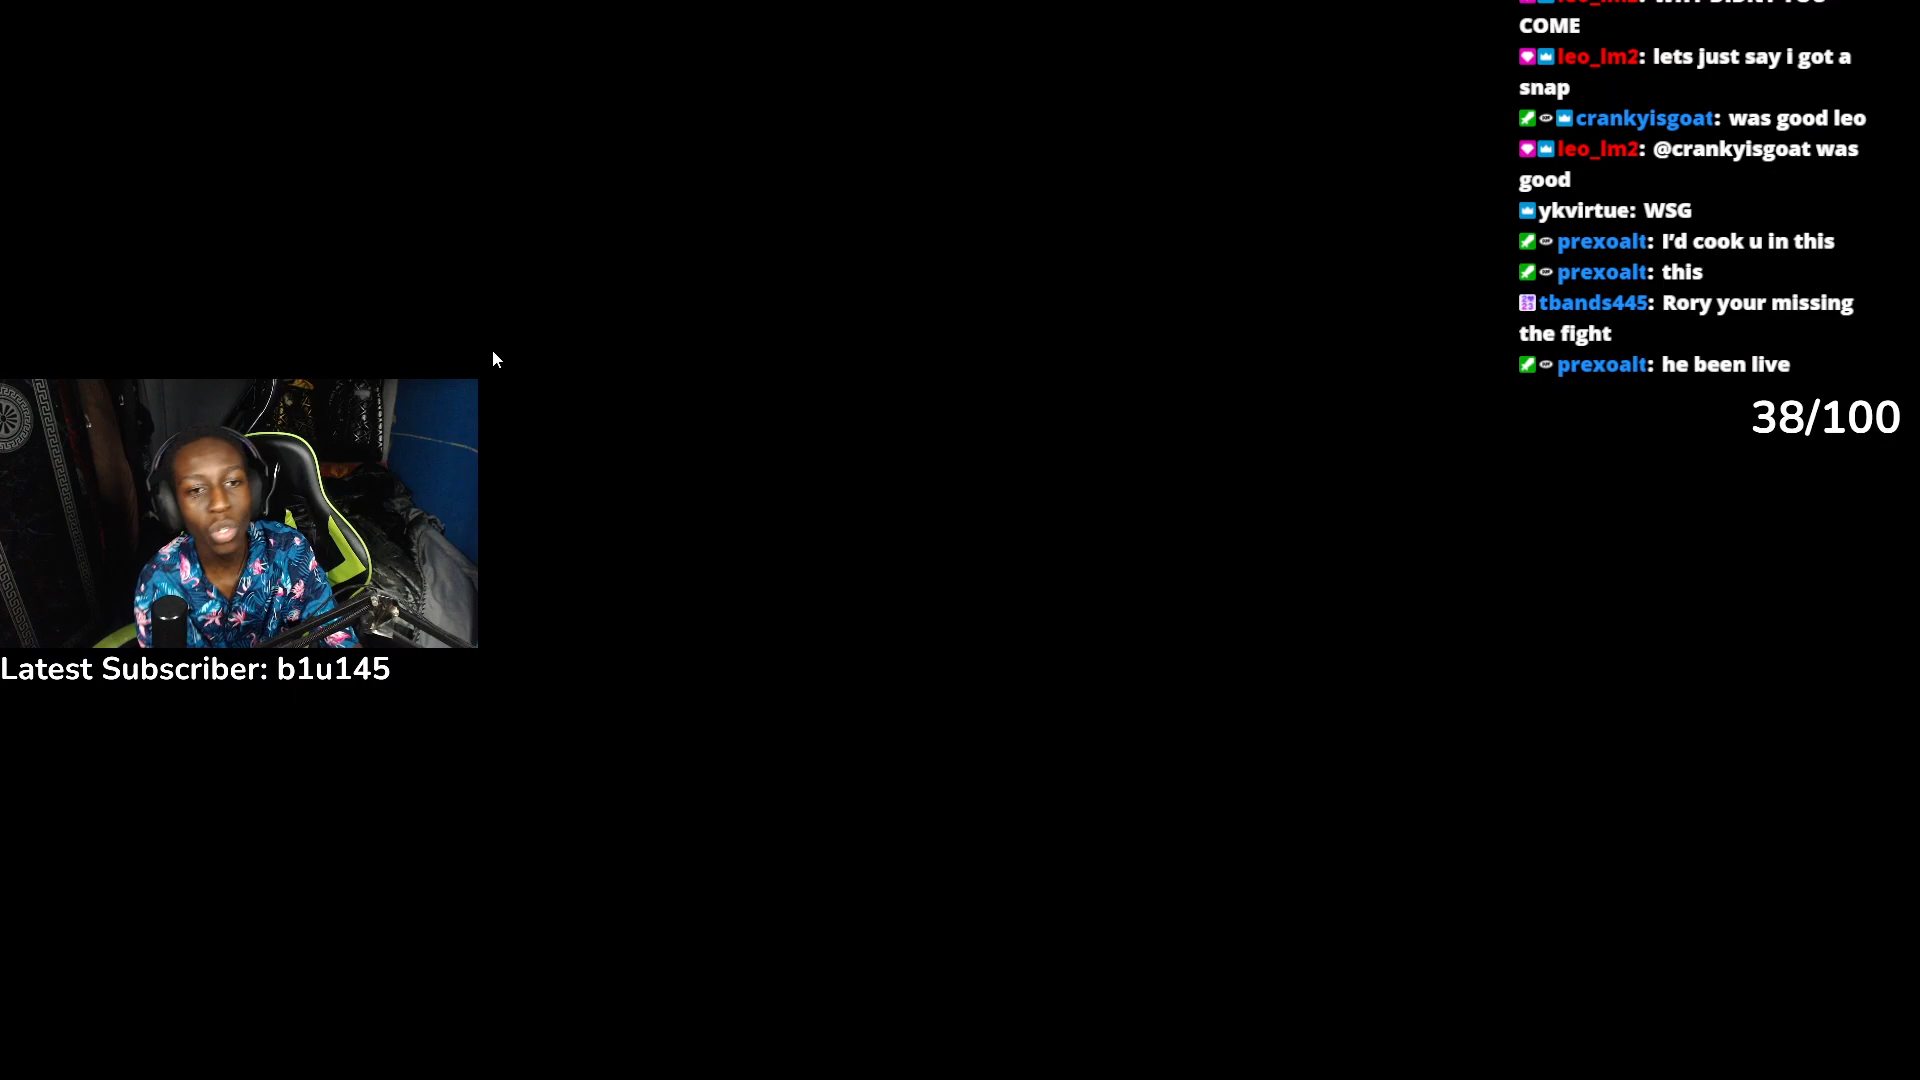 COME
leo_lm2: lets just say i got a
snap
crankyisgoat: was good leo
leo_lm2: @crankyisgoat was
good
ykvirtue: WSG
prexoalt: I’d cook u in this
prexoalt: this
tbands445: Rory your missing
the fight
prexoalt: he been live
38/100
Latest Subscriber: b1u145